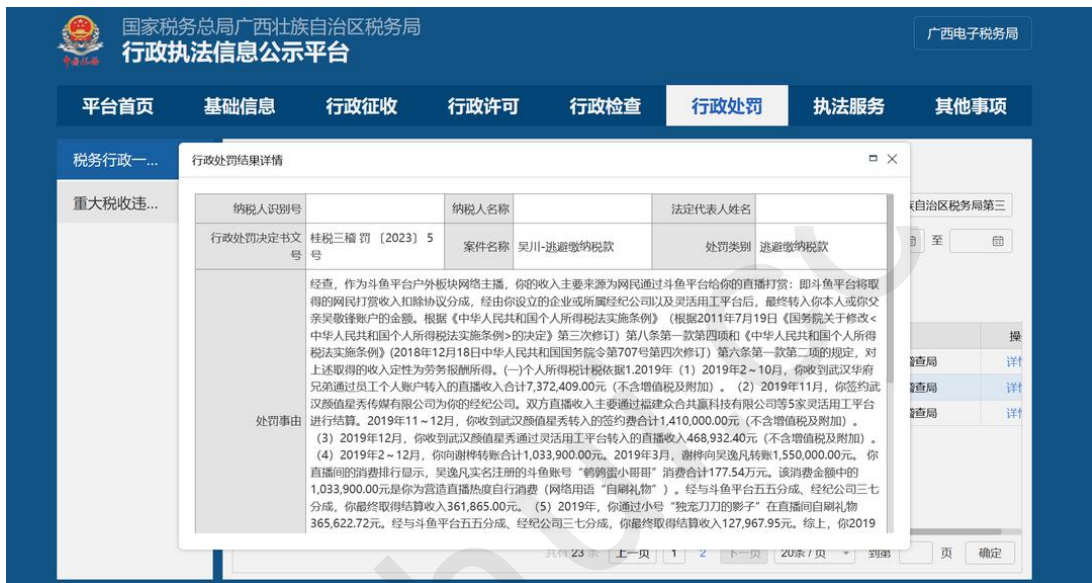 国家税务总局广西壮族自治区税务局
行政执法信息公示平台
广西电子税务局
平台首页 基础信息 行政征收 行政许可 行政检查 行政处罚 执法服务 其他事项
税务行政一...
重大税收违...
行政处罚结果详情
自治区税务局第三
至
纳税人识别号 纳税人名称 法定代表人姓名
行政处罚决定书文号 桂税三稽 罚 〔2023〕 5号 案件名称 吴川-逃避缴纳税款 处罚类别 逃避缴纳税款
处罚事由
经查，作为斗鱼平台户外板块网络主播，你的收入主要来源为网民通过斗鱼平台给你的直播打赏：即斗鱼平台将取
得的网民打赏收入扣除协议分成，经由你设立的企业或所属经纪公司以及灵活用工平台后，最终转入你本人或你父
亲吴敬锋账户的金额。根据《中华人民共和国个人所得税法实施条例》（根据2011年7月19日《国务院关于修改<
中华人民共和国个人所得税法实施条例>的决定》第三次修订）第八条第一款第四项和《中华人民共和国个人所得
税法实施条例》(2018年12月18日中华人民共和国国务院令第707号第四次修订）第六条第一款第二项的规定，对
上述取得的收入定性为劳务报酬所得。(一)个人所得税计税依据1.2019年（1）2019年2~10月，你收到武汉华府
兄弟通过员工个人账户转入的直播收入合计7,372,409.00元（不含增值税及附加）。（2）2019年11月，你签约武
汉颜值星秀传媒有限公司为你的经纪公司。双方直播收入主要通过福建众合共赢科技有限公司等5家灵活用工平台
进行结算。2019年11~12月，你收到武汉颜值星秀转入的签约费合计1,410,000.00元（不含增值税及附加）。
（3）2019年12月，你收到武汉颜值星秀通过灵活用工平台转入的直播收入468,932.40元（不含增值税及附加）。
（4）2019年2~12月，你向谢桦转账合计1,033,900.00元。2019年3月，谢桦向吴逸凡转账1,550,000.00元。 你
直播间的消费排行显示，吴逸凡实名注册的斗鱼账号“鹌鹑蛋小哥哥”消费合计177.54万元。该消费金额中的
1,033,900.00元是你为营造直播热度自行消费（网络用语“自刷礼物”）。经与斗鱼平台五五分成、经纪公司三七
分成，你最终取得结算收入361,865.00元。（5）2019年，你通过小号“独宠刀刀的影子”在直播间自刷礼物
365,622.72元。经与斗鱼平台五五分成、经纪公司三七分成，你最终取得结算收入127,967.95元。综上，你2019
操
查局 详
查局 详
查局 详
23 上一页 1 2 下一页 20条/页 到第 页 确定